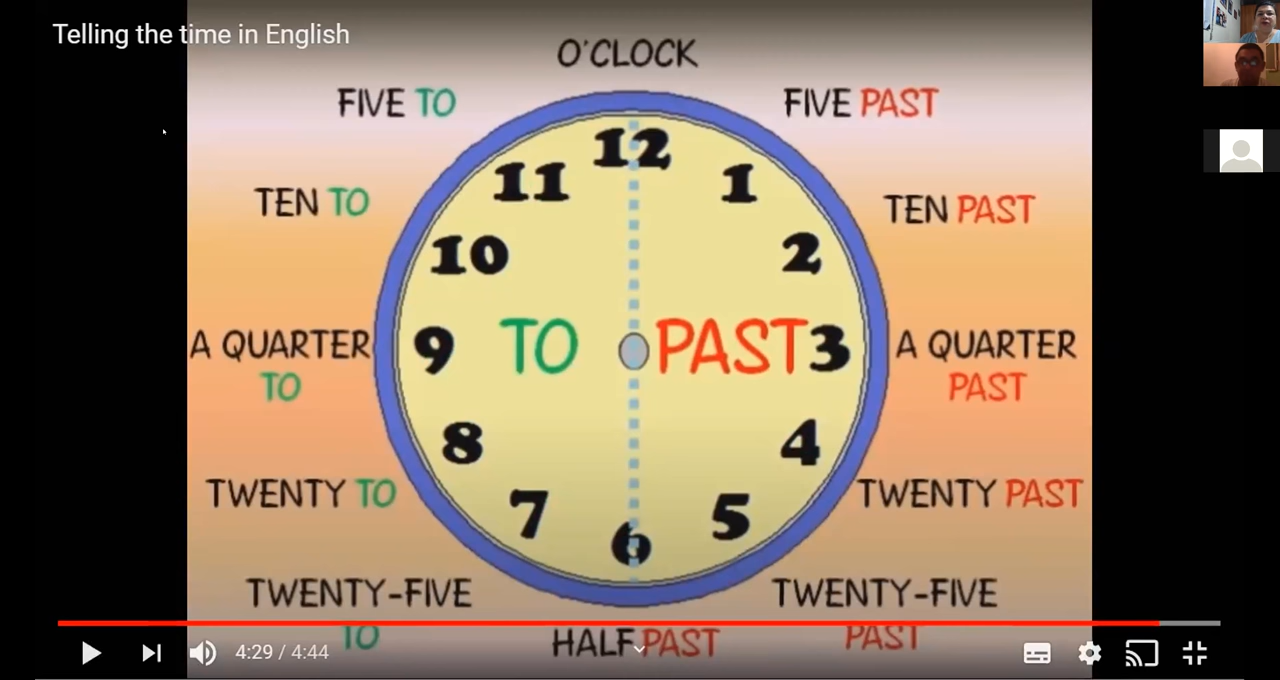 Telling the time in English
O'CLOCK
FIVE TO
FIVE PAST
12
11
1
TEN TO
TEN PAST
10
2
A QUARTER
TO
9
TO
PAST
3
A QUARTER
PAST
8
4
TWENTY TO
TWENTY PAST
7
5
6
TWENTY-FIVE
TO
HALF PAST
TWENTY-FIVE
PAST
4:29 / 4:44